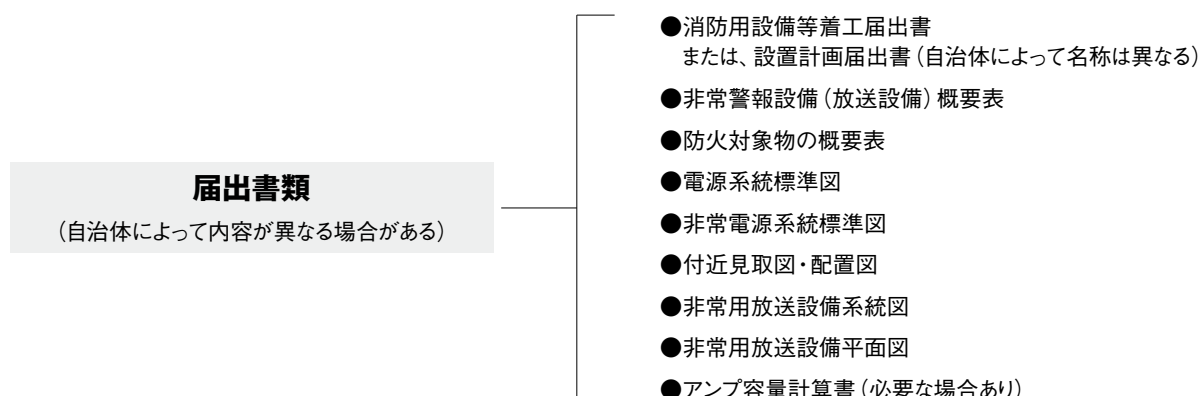 届出書類
（自治体によって内容が異なる場合がある）
●消防用設備等着工届出書
または、設置計画届出書（自治体によって名称は異なる）
●非常警報設備（放送設備）概要表
●防火対象物の概要表
●電源系統標準図
●非常電源系統標準図
●付近見取図・配置図
●非常用放送設備系統図
●非常用放送設備平面図
●アンプ容量計算書（必要な場合あり）